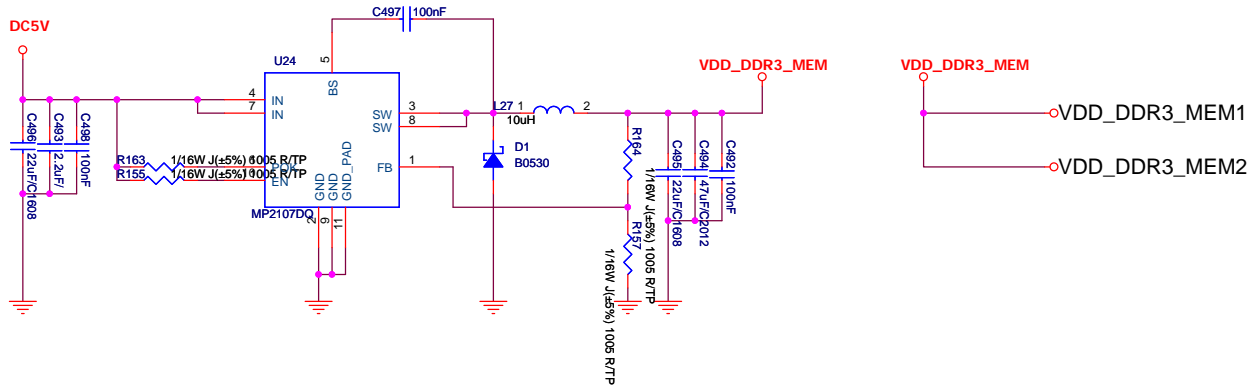 DC5V
C497
100nF
U24
5
BS
VDD_DDR3_MEM
VDD_DDR3_MEM
4
IN
7
IN
3
SW
8
SW
L27
1
2
10uH
VDD_DDR3_MEM1
C496
22uF/C1608
C493
2.2uF/
C498
100nF
D1
B0530
R164
1/16W J(±5%) 1005 R/TP
C495
22uF/C1608
C494
47uF/C2012
C492
100nF
R163
1/16W J(±5%) 1005 R/TP
6
POK
1
FB
VDD_DDR3_MEM2
R155
1/16W J(±5%) 1005 R/TP
10
EN
GND
GND
GND_PAD
MP2107DQ
2
9
11
R157
1/16W J(±5%) 1005 R/TP